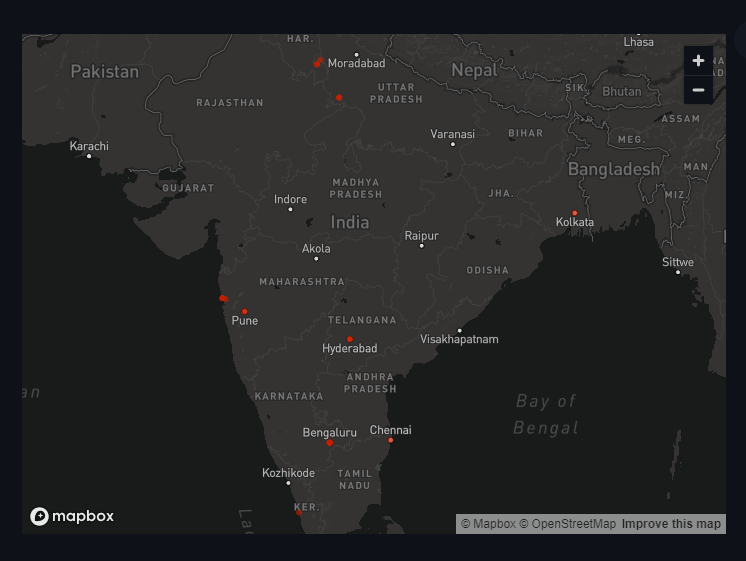 HAR.
Lhasa
Moradabad
Pakistan
Nepal
UTTAR
PRADESH
SIK.
Bhutan
RAJASTHAN
ASSAM
Karachi
Varanasi
BIHAR
MEG.
Bangladesh
MAN
GUJARAT
MADHYA
PRADESH
JHA.
MIZ.
Indore
India
Kolkata
Raipur
Akola
ODISHA
Sittwe
MAHARASHTRA
Pune
TELANGANA
Hyderabad
Visakhapatnam
ANDHRA
PRADESH
KARNATAKA
an
Bay of
Bengal
Bengaluru
Chennai
Kozhikode
TAMIL
NADU
KER.
Lac
mapbox
© Mapbox © OpenStreetMap Improve this map
+
−